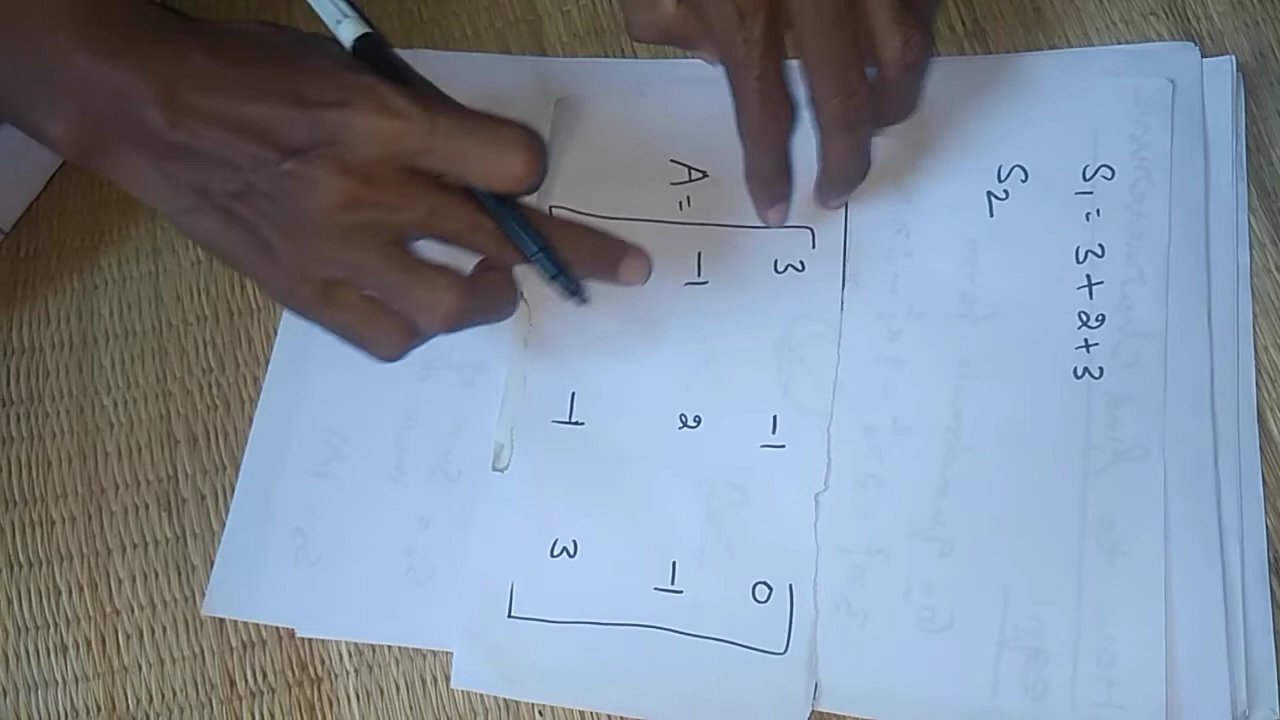 S₁ = 3 + 2 + 3
S₂
3 -1 0
A = -1 2 -1
-1 3